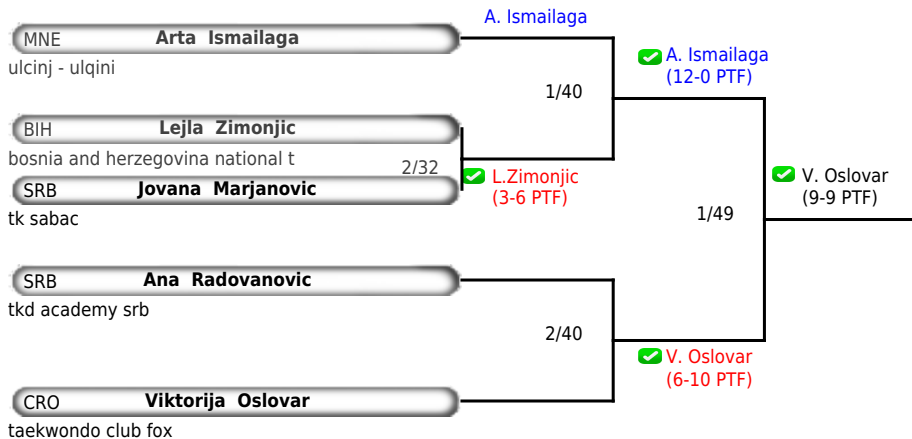 A. Ismailaga
MNE Arta Ismailaga
ulcinj - ulqini
A. Ismailaga
(12-0 PTF)
1/40
BIH Lejla Zimonjic
bosnia and herzegovina national t
2/32
SRB Jovana Marjanovic
tk sabac
L.Zimonjic
(3-6 PTF)
V. Oslovar
(9-9 PTF)
1/49
SRB Ana Radovanovic
tkd academy srb
2/40
V. Oslovar
(6-10 PTF)
CRO Viktorija Oslovar
taekwondo club fox